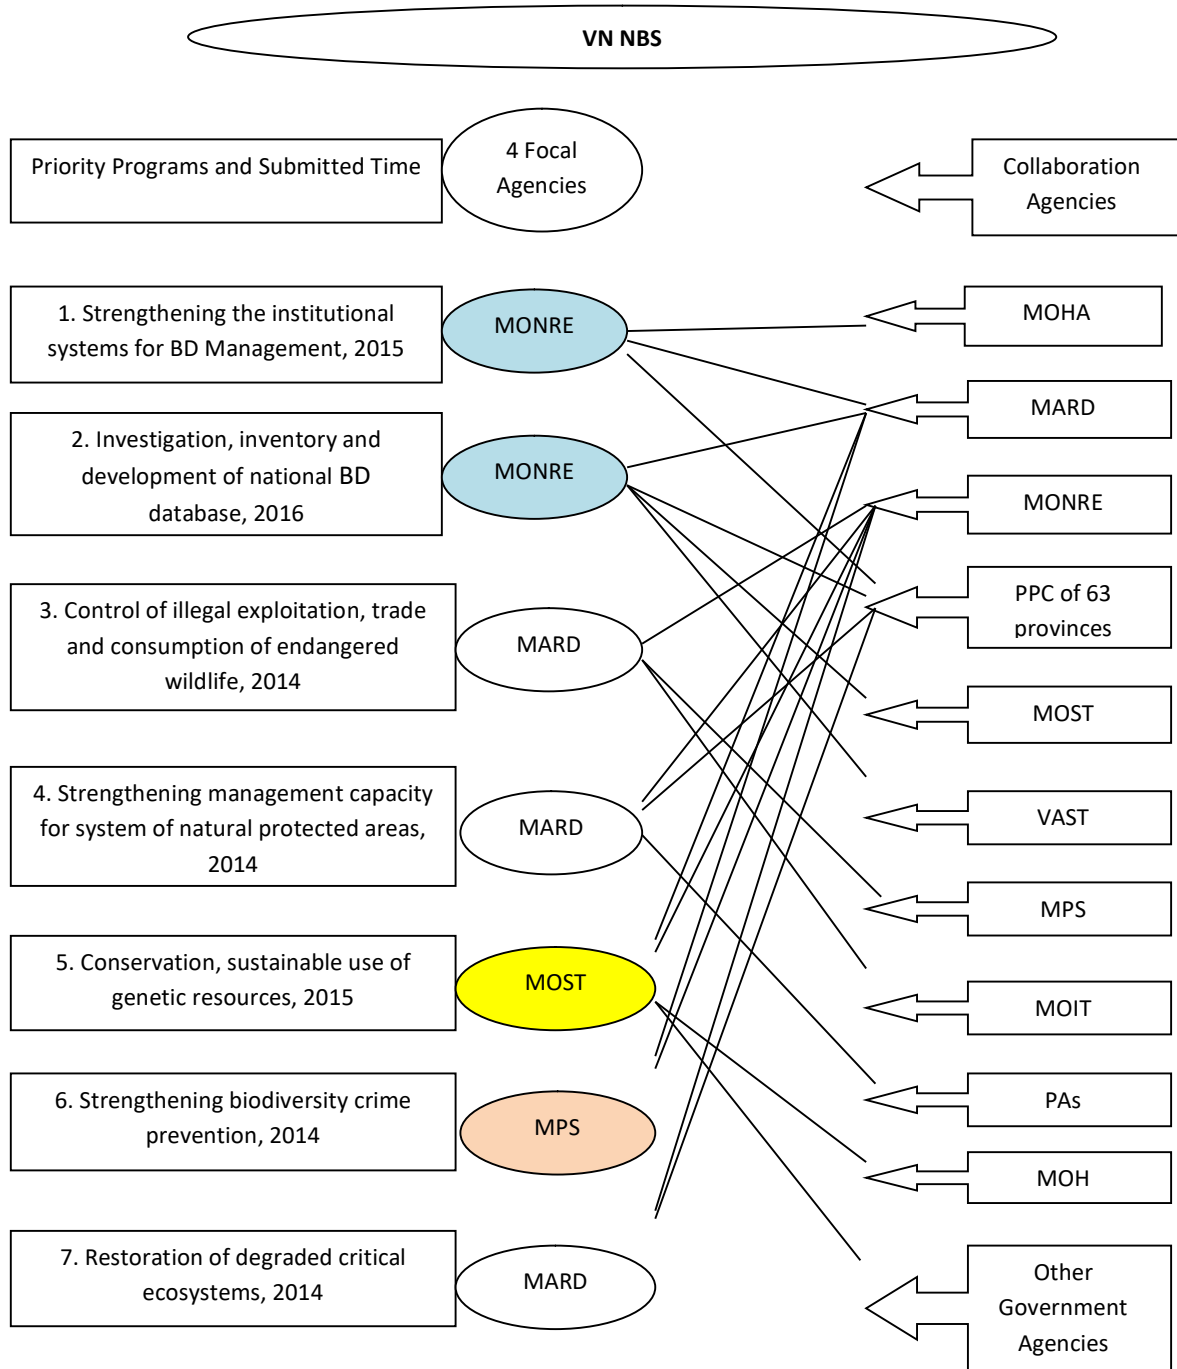 VN NBS
Priority Programs and Submitted Time
4 Focal
Agencies
Collaboration
Agencies
1. Strengthening the institutional
systems for BD Management, 2015
MONRE
MOHA
MARD
2. Investigation, inventory and
development of national BD
database, 2016
MONRE
MONRE
3. Control of illegal exploitation, trade
and consumption of endangered
wildlife, 2014
MARD
PPC of 63
provinces
MOST
4. Strengthening management capacity
for system of natural protected areas,
2014
MARD
VAST
MPS
5. Conservation, sustainable use of
genetic resources, 2015
MOST
MOIT
6. Strengthening biodiversity crime
prevention, 2014
MPS
PAs
MOH
7. Restoration of degraded critical
ecosystems, 2014
MARD
Other
Government
Agencies